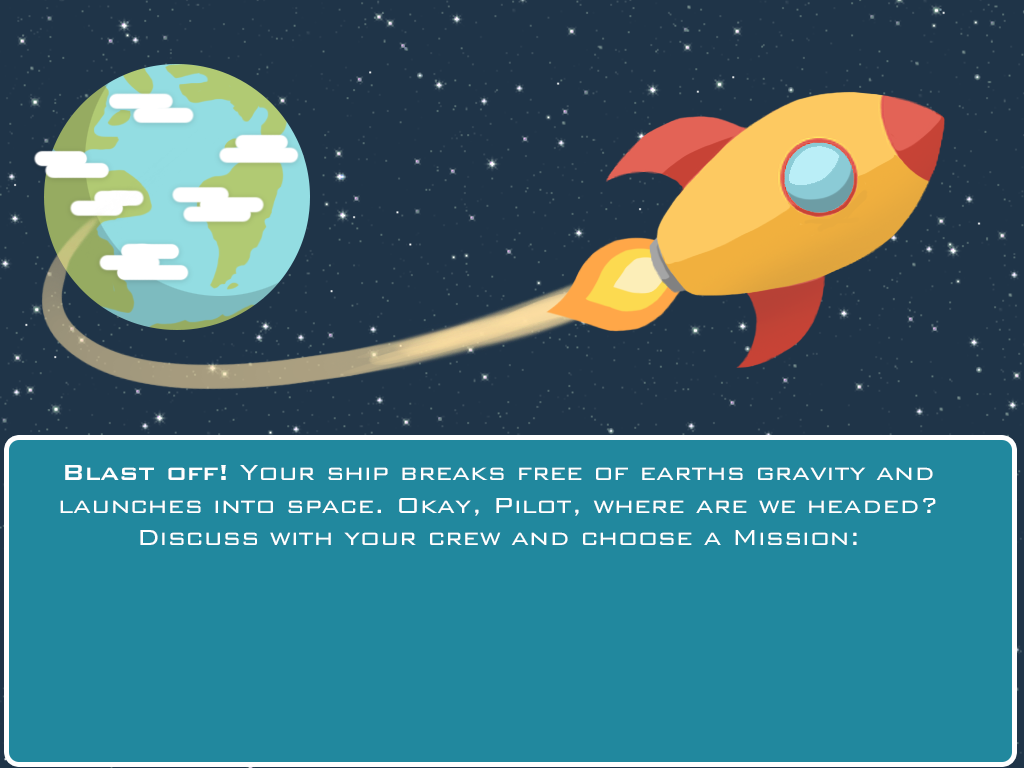 Blast off! Your ship breaks free of earths gravity and
launches into space. Okay, Pilot, where are we headed?
Discuss with your crew and choose a Mission: